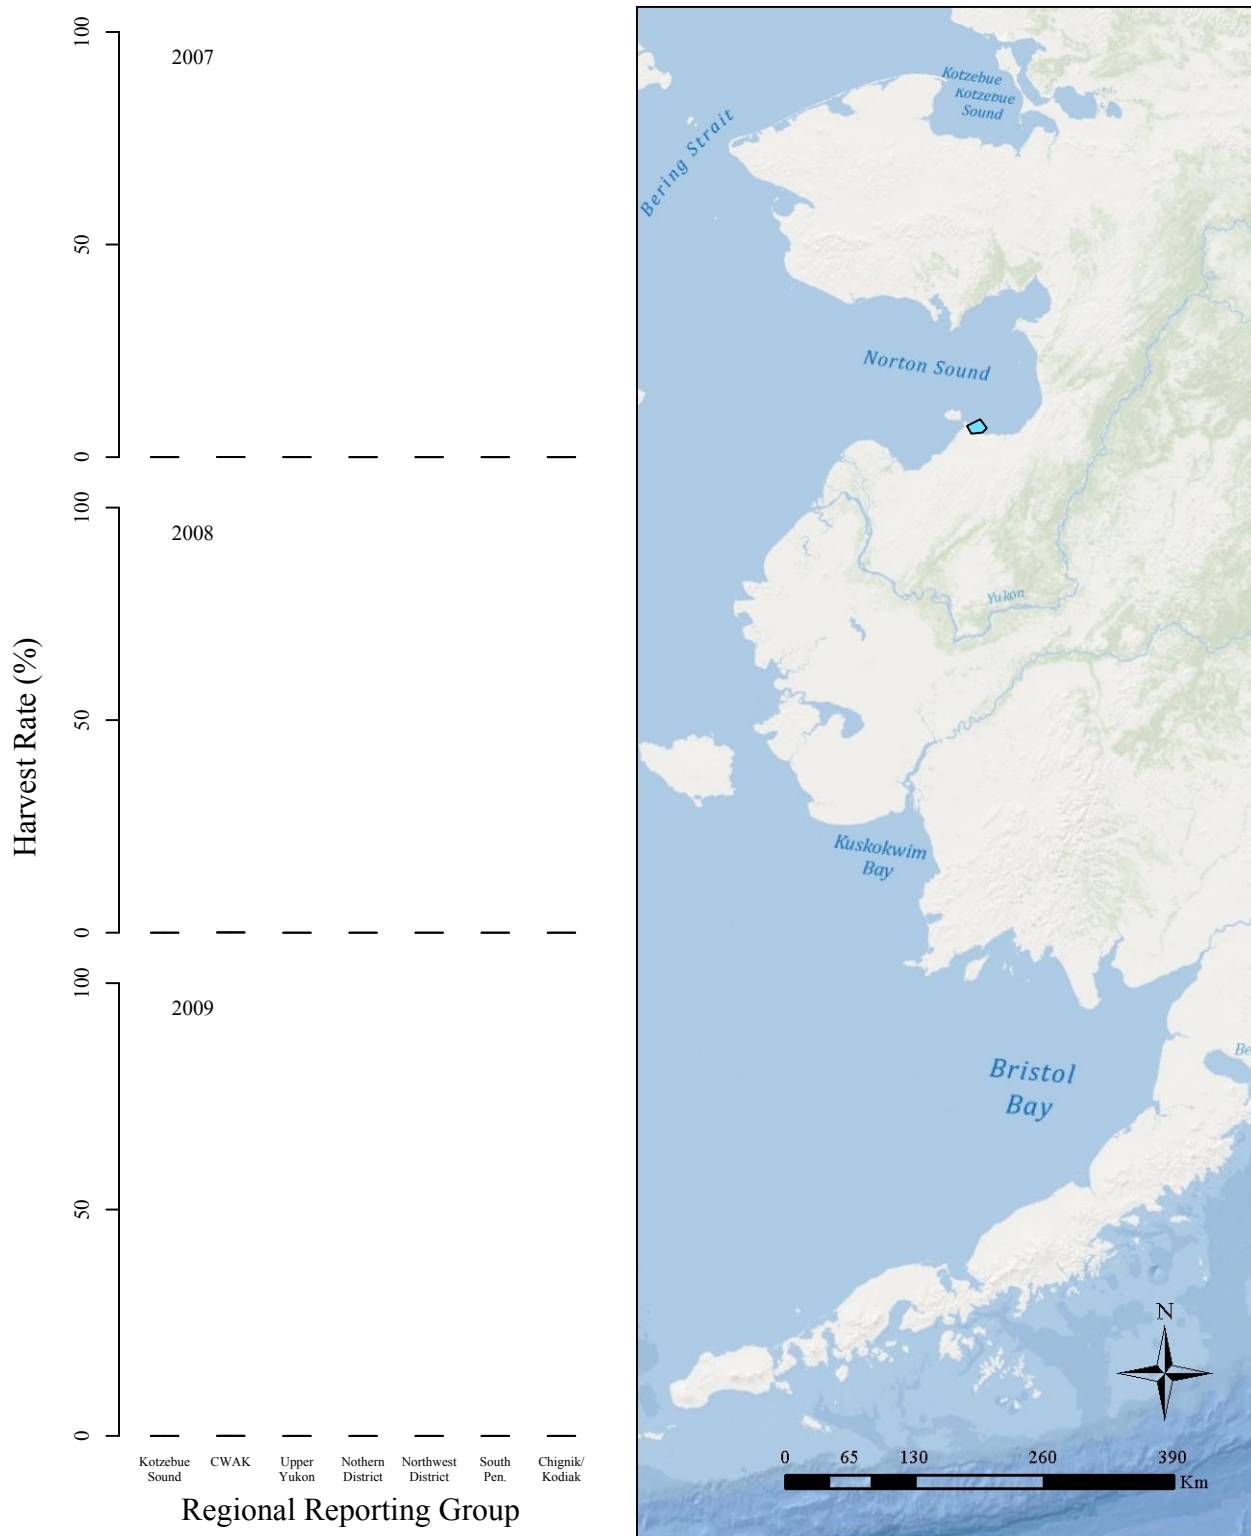 Harvest Rate (%)
100
2007
50
0
100
2008
50
0
100
2009
50
0
Kotzebue
Sound
CWAK
Upper
Yukon
Nothern
District
Northwest
District
South
Pen.
Chignik/
Kodiak
Regional Reporting Group
Kotzebue
Kotzebue
Sound
Bering Strait
Norton Sound
Yukon
Kuskokwim
Bay
Be
Bristol
Bay
N
0 65 130 260 390
Km